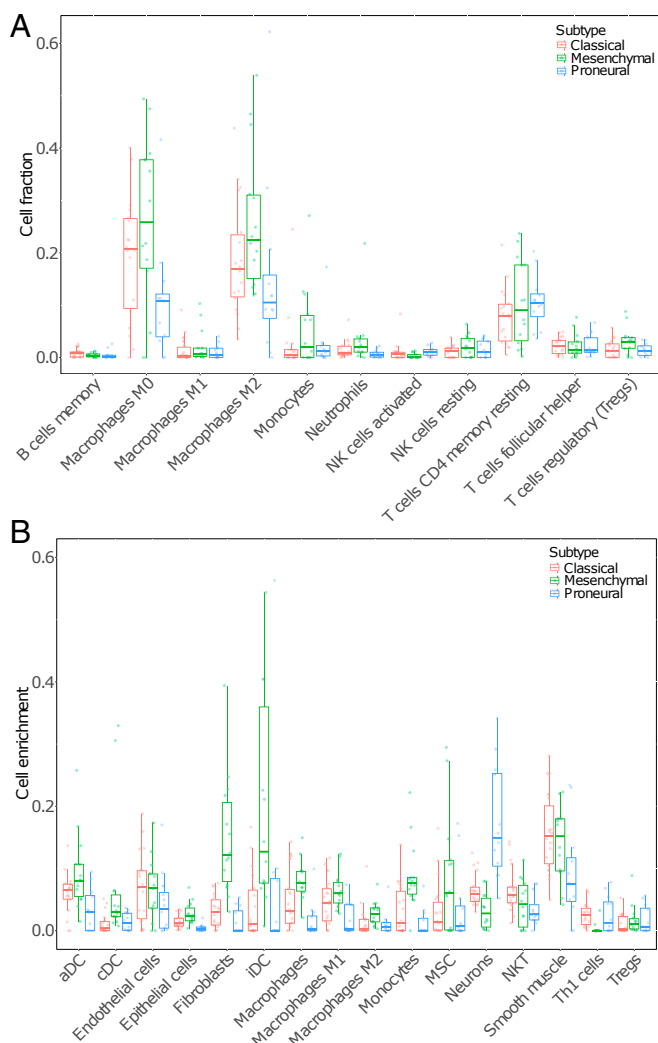 A
0.6
0.4
0.2
0.0
Cell fraction
Subtype
Classical
Mesenchymal
Proneural
B cells memory
Macrophages M0
Macrophages M1
Macrophages M2
Monocytes
Neutrophils
NK cells activated
NK cells resting
T cells CD4 memory resting
T cells follicular helper
T cells regulatory (Tregs)
B
0.6
0.4
0.2
0.0
Cell enrichment
Subtype
Classical
Mesenchymal
Proneural
aDC
cDC
Endothelial cells
Epithelial cells
Fibroblasts
iDC
Macrophages
Macrophages M1
Macrophages M2
Monocytes
MSC
Neurons
NKT
Smooth muscle
Th1 cells
Tregs